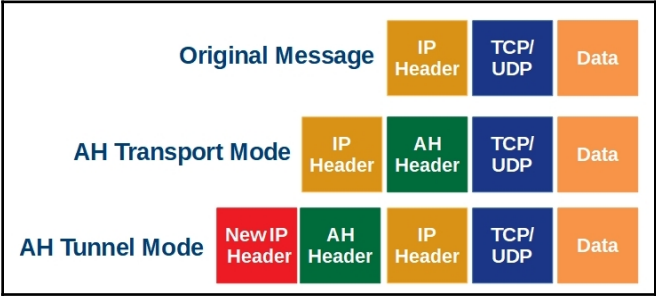 Original Message
IP
Header
TCP/
UDP
Data
AH Transport Mode
IP
Header
AH
Header
TCP/
UDP
Data
AH Tunnel Mode
New IP
Header
AH
Header
IP
Header
TCP/
UDP
Data